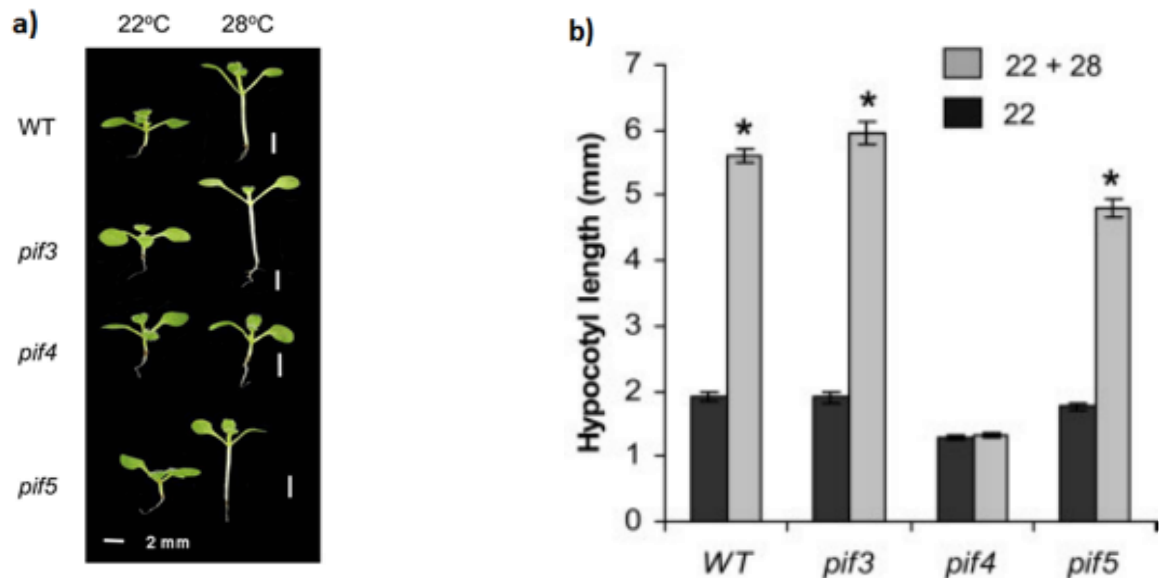 a)
22ºC 28ºC
WT
pif3
pif4
pif5
2 mm
b)
22 + 28
22
Hypocotyl length (mm)
7
6
5
4
3
2
1
0
* * *
WT pif3 pif4 pif5